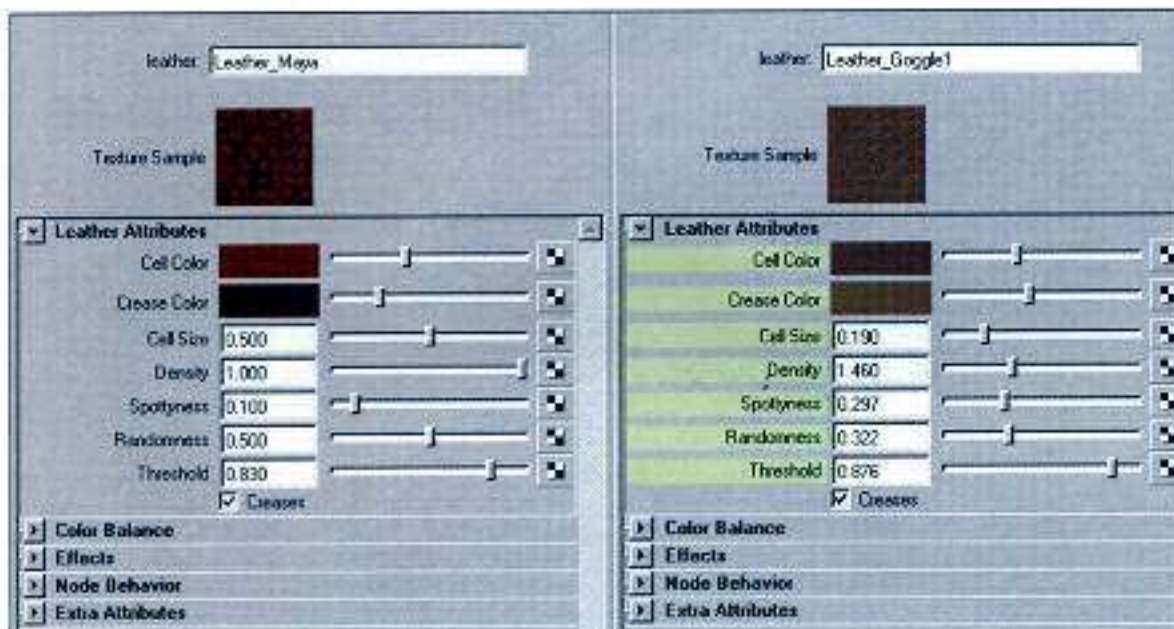 leather: Leather_Maya
Texture Sample
Leather Attributes
Cell Color
Crease Color
Cell Size 0.500
Density 1.000
Spottyness 0.100
Randomness 0.500
Threshold 0.830
Creases
Color Balance
Effects
Node Behavior
Extra Attributes
leather: Leather_Goggle1
Texture Sample
Leather Attributes
Cell Color
Crease Color
Cell Size 0.190
Density 1.460
Spottyness 0.297
Randomness 0.322
Threshold 0.876
Creases
Color Balance
Effects
Node Behavior
Extra Attributes